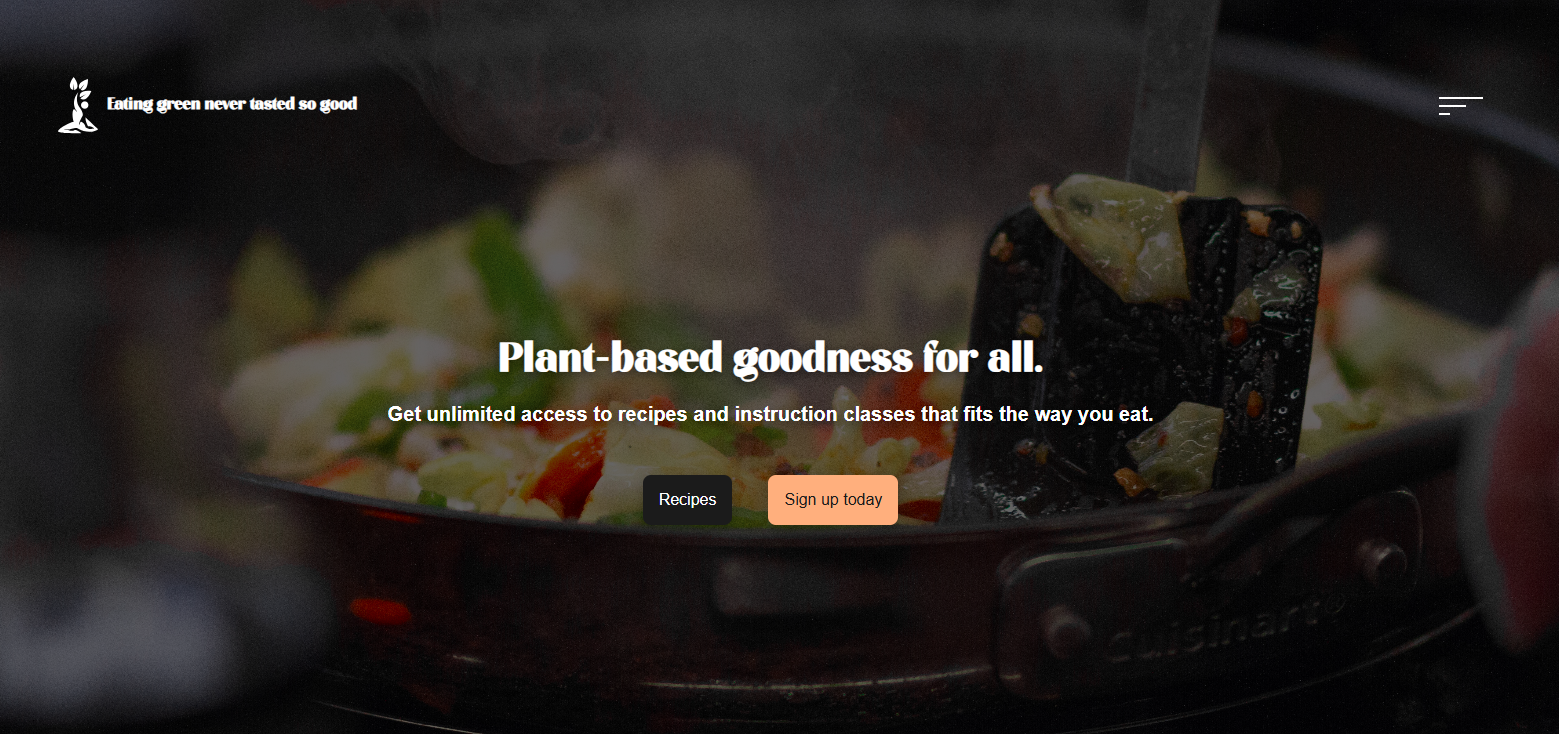 Eating green never tasted so good
Plant-based goodness for all.
Get unlimited access to recipes and instruction classes that fits the way you eat.
Recipes
Sign up today
Cuisinart®